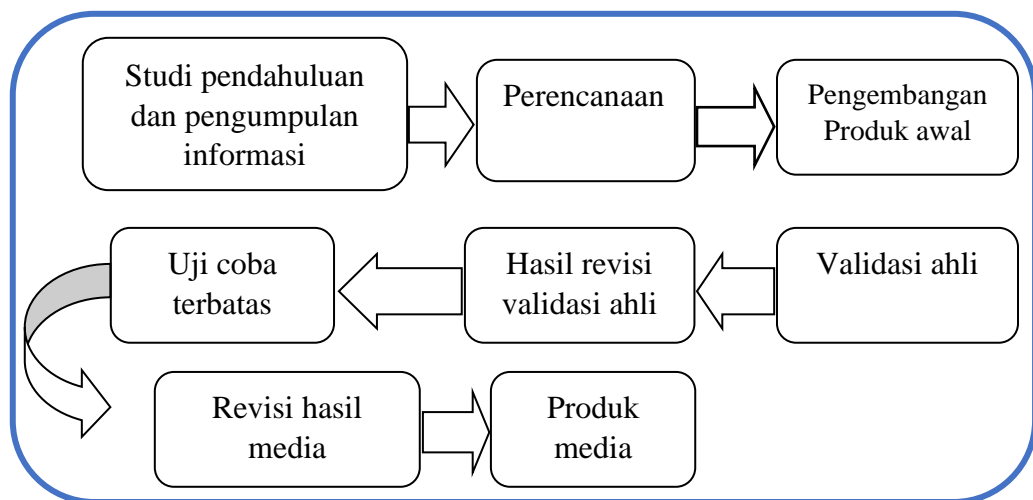 Studi pendahuluan
dan pengumpulan
informasi
Perencanaan
Pengembangan
Produk awal
Uji coba
terbatas
Hasil revisi
validasi ahli
Validasi ahli
Revisi hasil
media
Produk
media